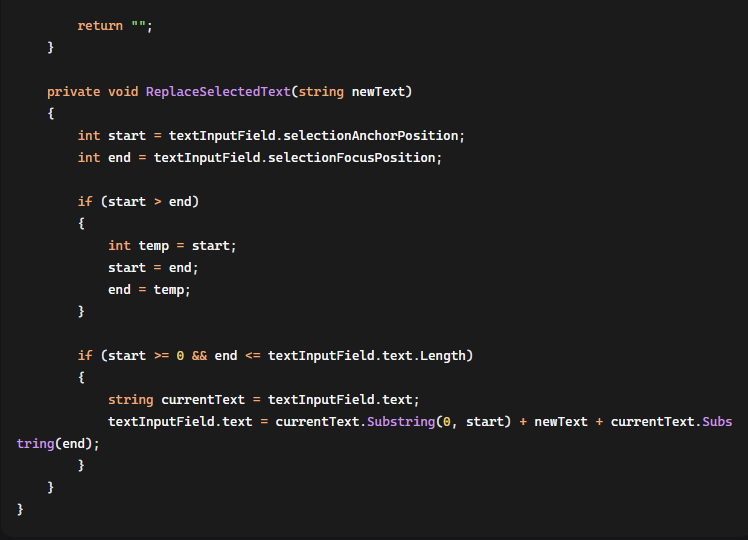 return "";
    }

    private void ReplaceSelectedText(string newText)
    {
        int start = textInputField.selectionAnchorPosition;
        int end = textInputField.selectionFocusPosition;

        if (start > end)
        {
            int temp = start;
            start = end;
            end = temp;
        }

        if (start >= 0 && end <= textInputField.text.Length)
        {
            string currentText = textInputField.text;
            textInputField.text = currentText.Substring(0, start) + newText + currentText.Subs
tring(end);
        }
    }
}